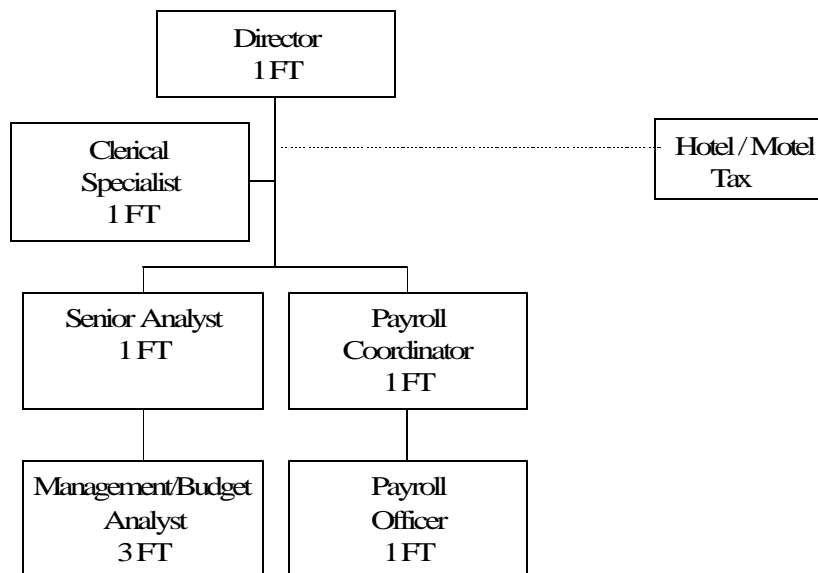 Director
1 FT
Clerical
Specialist
1 FT
Hotel / Motel
Tax
Senior Analyst
1 FT
Payroll
Coordinator
1 FT
Management/Budget
Analyst
3 FT
Payroll
Officer
1 FT